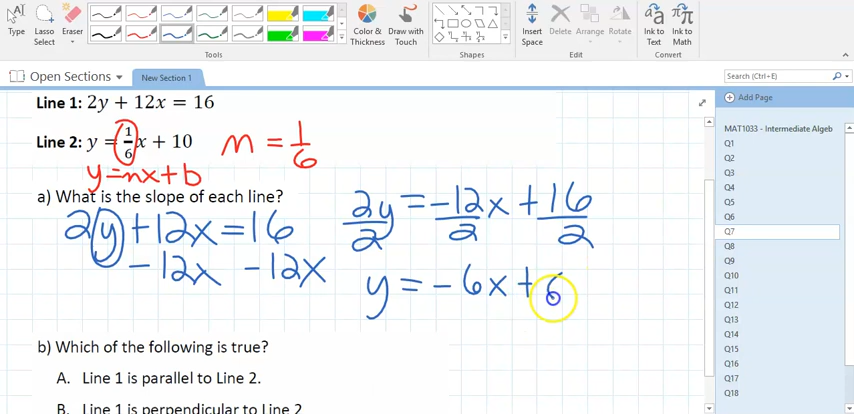 Type
Lasso
Select
Eraser
Color &
Thickness
Draw with
Touch
Insert
Space
Delete
Arrange
Rotate
Ink to
Text
Ink to
Math
Tools
Shapes
Convert
Open Sections
New Section 1
Search (Ctrl+E)
Line 1: 2y + 12x = 16
Line 2: y = 1/6 x + 10
m = 1/6
y=mx+b
a) What is the slope of each line?
2y +12x = 16
-12x -12x
2y/2 = -12x/2 + 16/2
y = -6x +
b) Which of the following is true?
A. Line 1 is parallel to Line 2.
B. Line 1 is perpendicular to Line 2
Add Page
MAT1033 - Intermediate Algeb
Q1
Q2
Q3
Q4
Q5
Q6
Q7
Q8
Q9
Q10
Q11
Q12
Q13
Q14
Q15
Q16
Q17
Q18